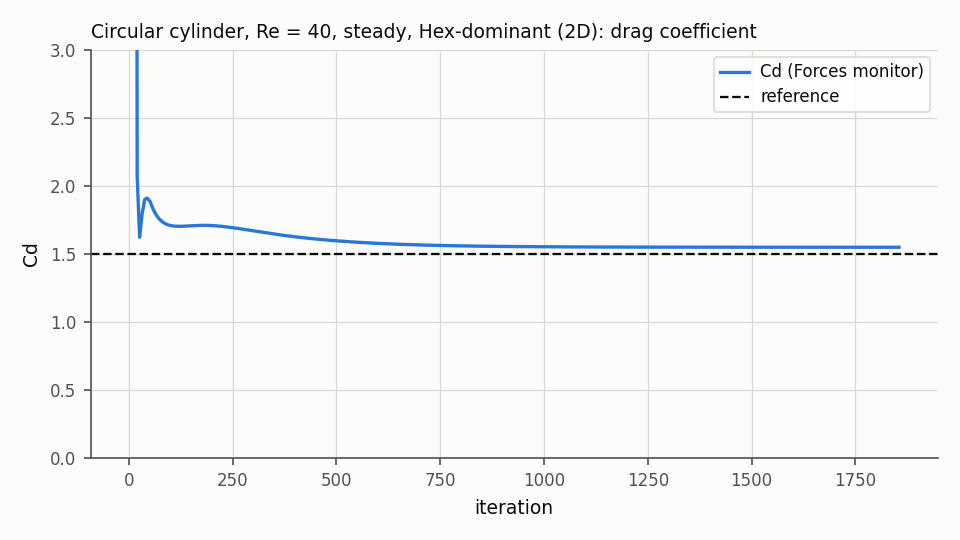 Circular cylinder, Re = 40, steady, Hex-dominant (2D): drag coefficient
Cd (Forces monitor)
reference
3.0
2.5
2.0
1.5
1.0
0.5
0.0
Cd
0 250 500 750 1000 1250 1500 1750
iteration